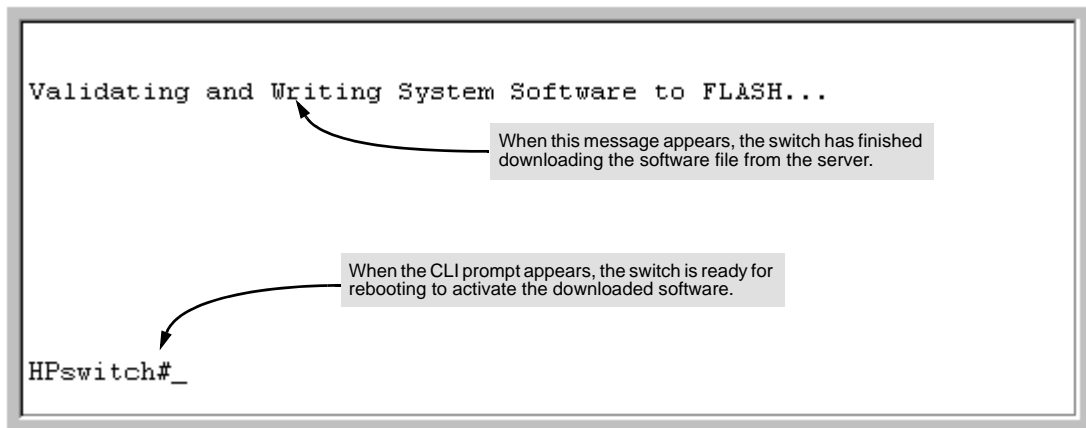 Validating and Writing System Software to FLASH...
When this message appears, the switch has finished
downloading the software file from the server.
When the CLI prompt appears, the switch is ready for
rebooting to activate the downloaded software.
HPswitch#_